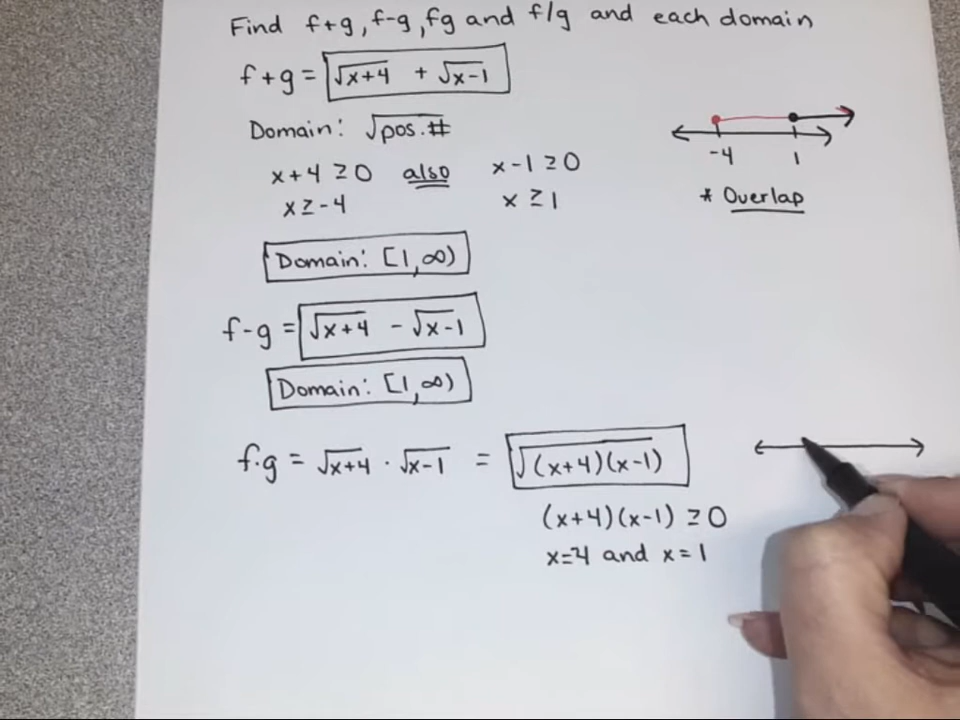 Find f+g, f-g, fg and f/g and each domain
f+g = √x+4 + √x-1
Domain: √pos.#
x+4 ≥ 0 also x-1 ≥ 0
x ≥ -4 x ≥ 1
-4 1
* Overlap
Domain: [1, ∞)
f-g = √x+4 - √x-1
Domain: [1, ∞)
f·g = √x+4 · √x-1 = √(x+4)(x-1)
(x+4)(x-1) ≥ 0
x=-4 and x=1